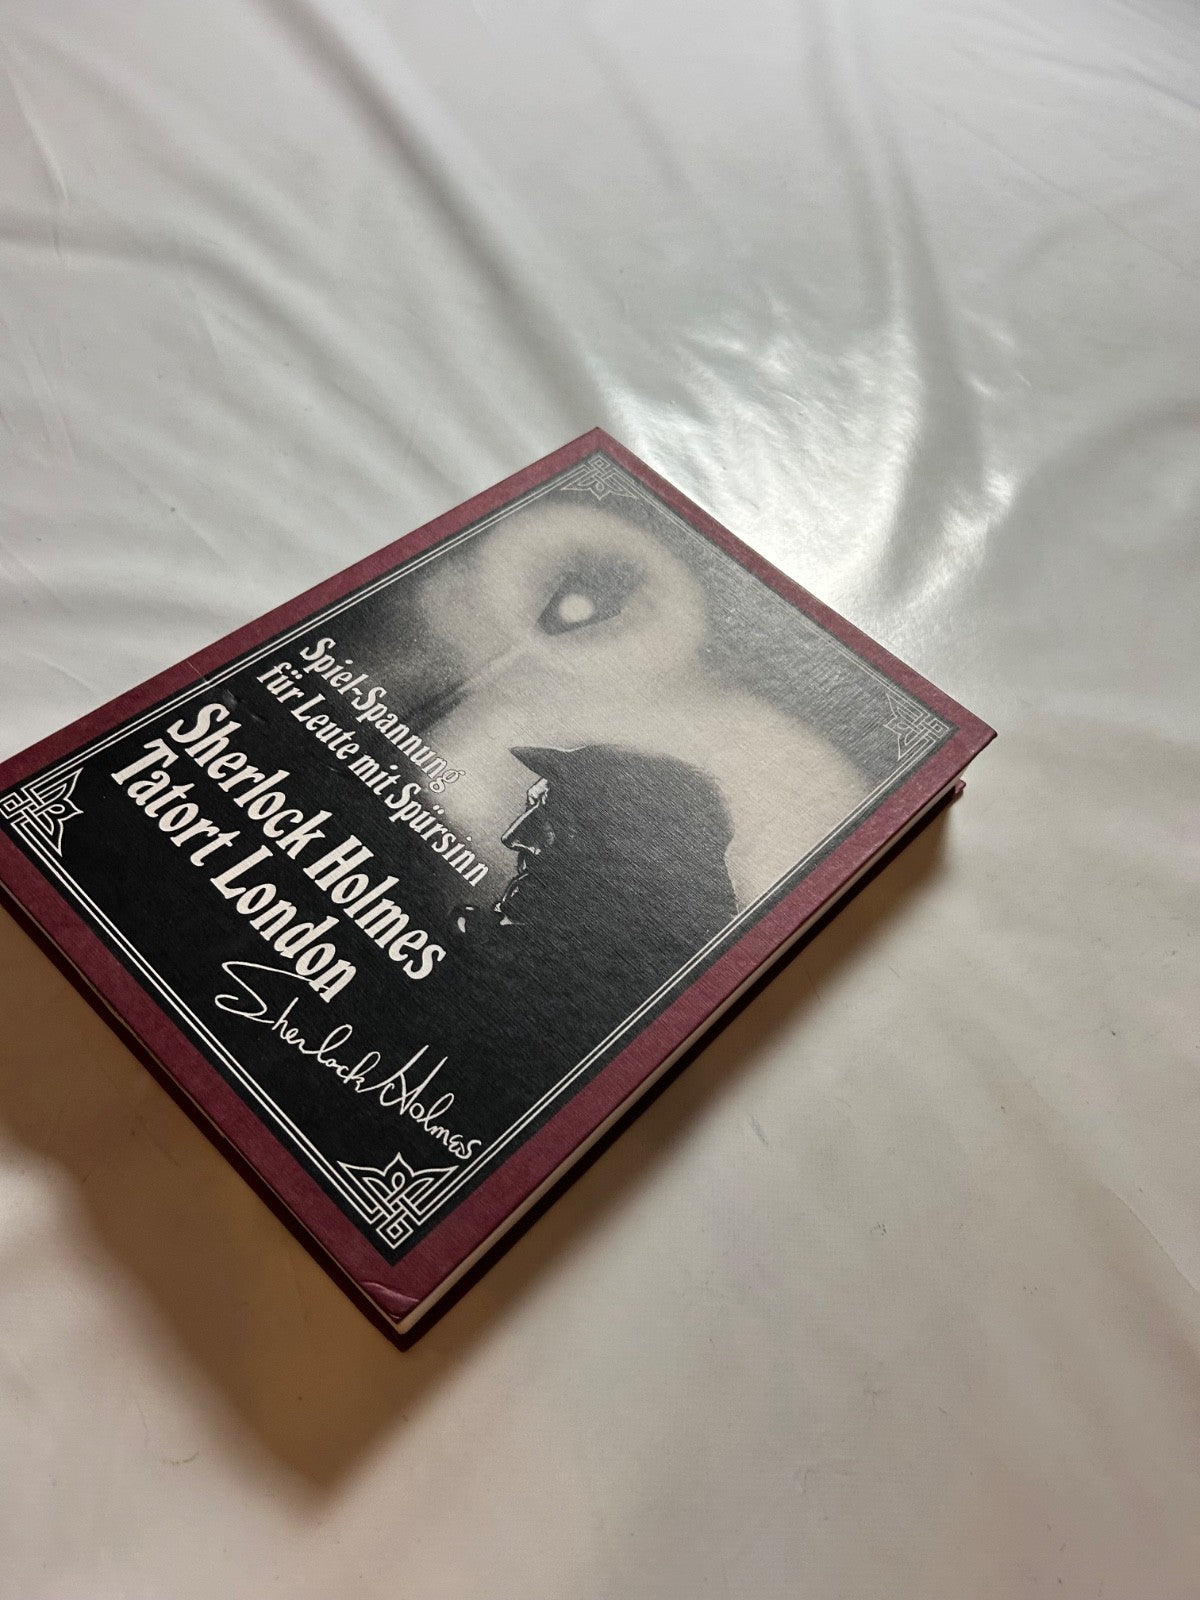 Spiel-Spannung
für Leute mit Spürsinn
Sherlock Holmes
Tatort London
Sherlock Holmes